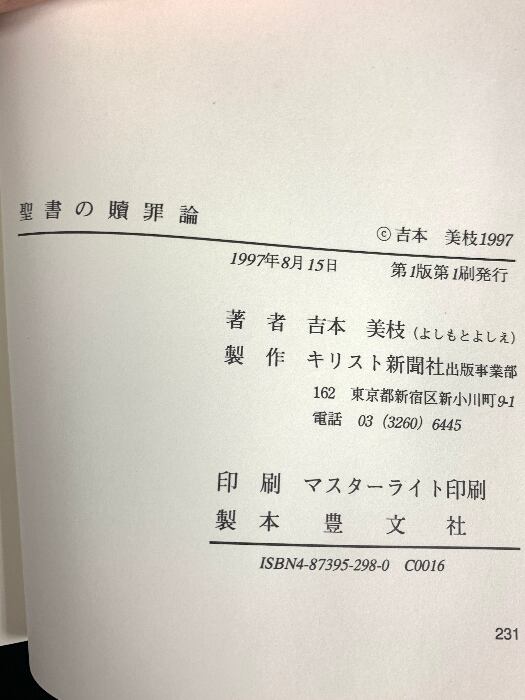 聖書の贖罪論
©吉本 美枝1997
1997年8月15日 第1版第1刷発行
著者 吉本 美枝(よしもとよしえ)
製作 キリスト新聞社出版事業部
162 東京都新宿区新小川町9-1
電話 03 (3260) 6445
印刷 マスターライト印刷
製本 豊文社
ISBN4-87395-298-0 C0016
231